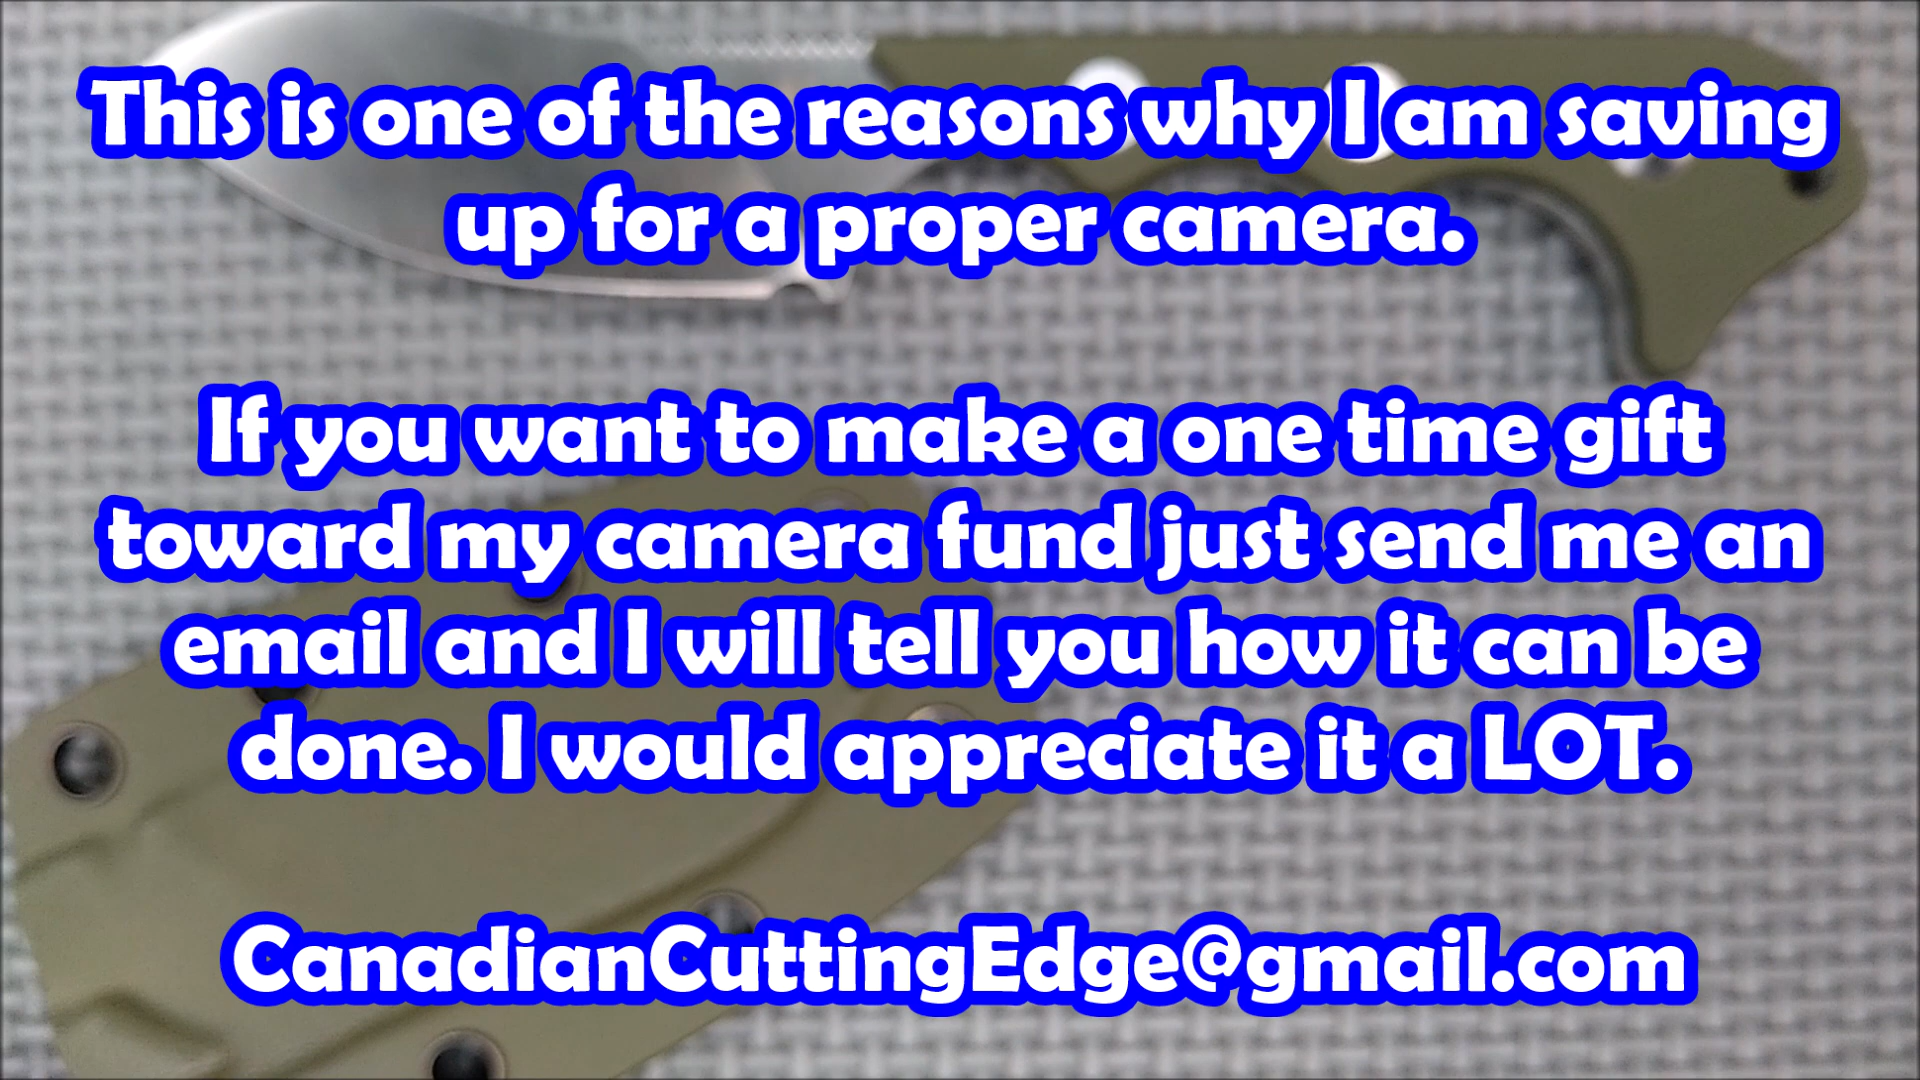 This is one of the reasons why I am saving
up for a proper camera.
If you want to make a one time gift
toward my camera fund just send me an
email and I will tell you how it can be
done. I would appreciate it a LOT.
CanadianCuttingEdge@gmail.com